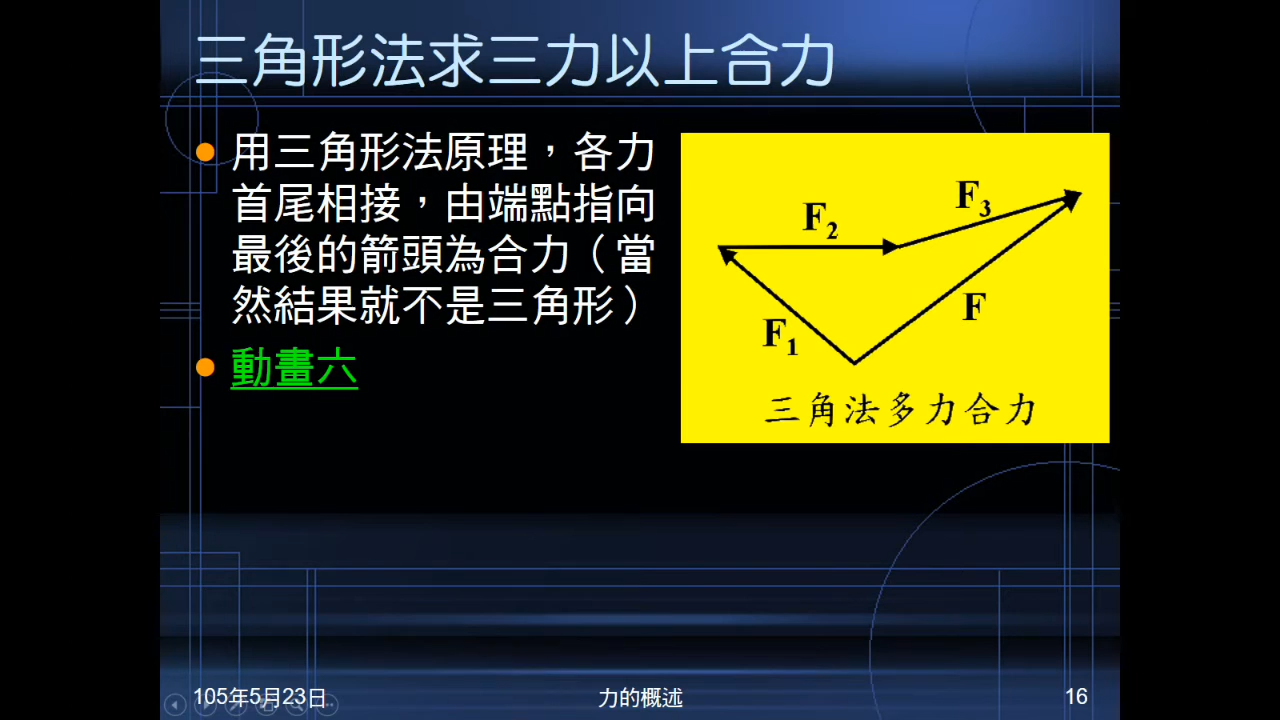 三角形法求三力以上合力
用三角形法原理，各力
首尾相接，由端點指向
最後的箭頭為合力（當
然結果就不是三角形）
動畫六
F2
F3
F1
F
三角法多力合力
105年5月23日
力的概述
16